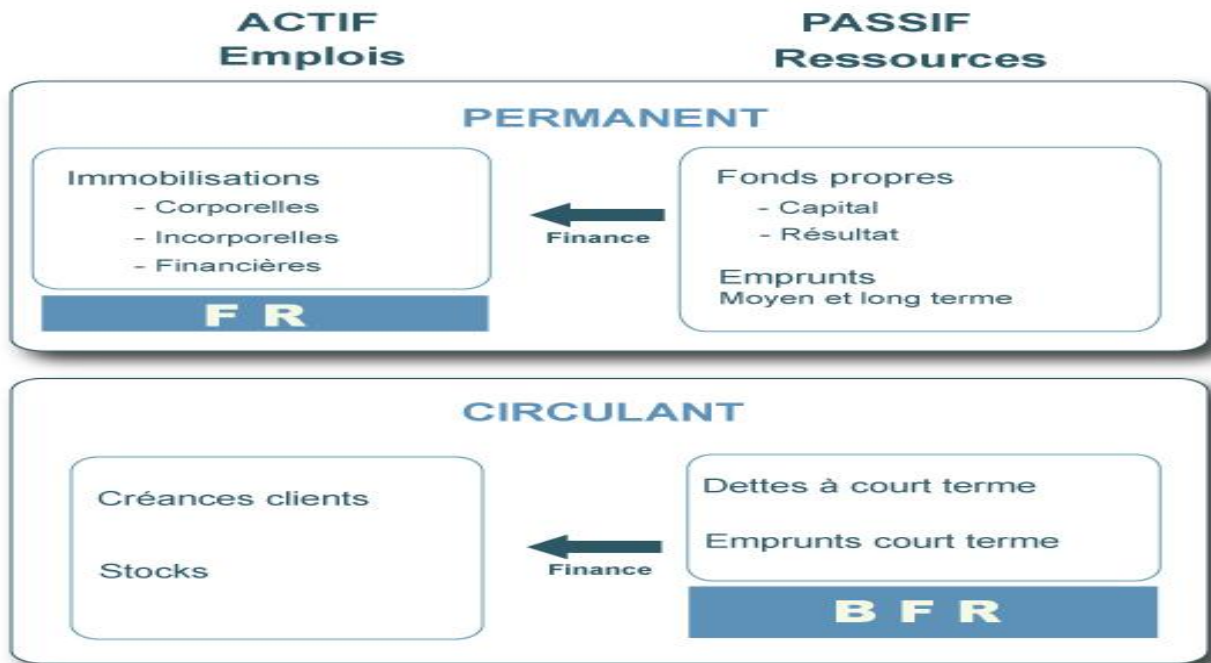 ACTIF
Emplois
PASSIF
Ressources
PERMANENT
Immobilisations
- Corporelles
- Incorporelles
- Financières
F R
Finance
Fonds propres
- Capital
- Résultat
Emprunts
Moyen et long terme
CIRCULANT
Créances clients
Stocks
Finance
Dettes à court terme
Emprunts court terme
B F R